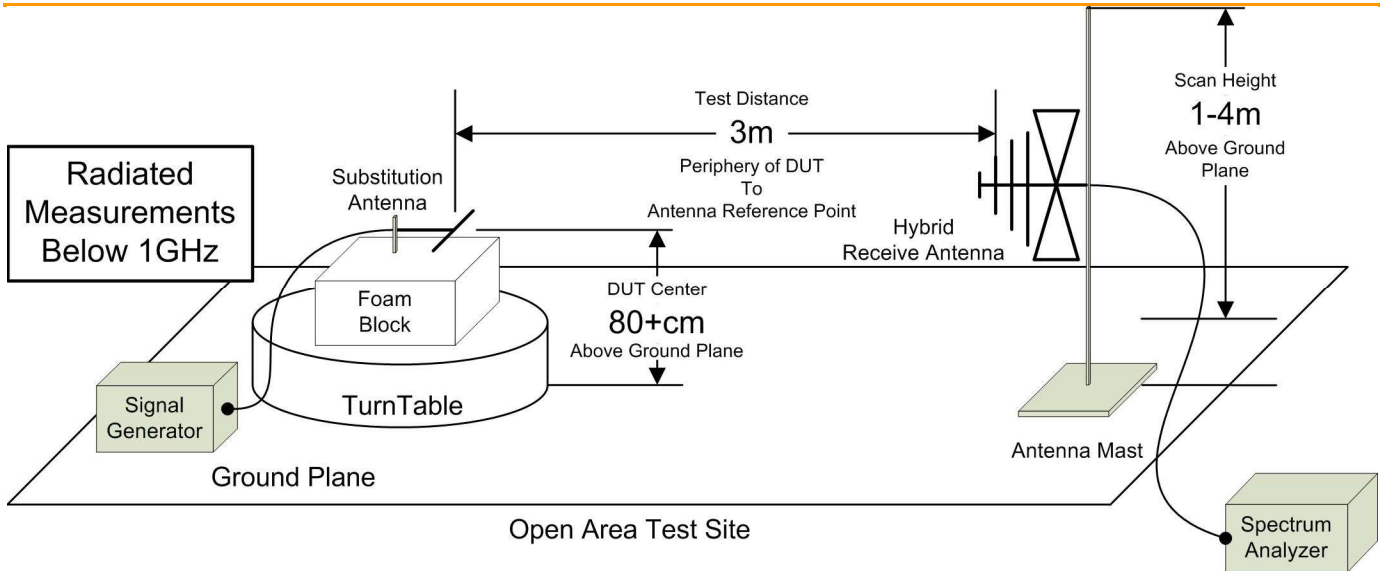 Radiated
Measurements
Below 1GHz
Test Distance
3m
Periphery of DUT
To
Antenna Reference Point
Scan Height
1-4m
Above Ground
Plane
Substitution
Antenna
Hybrid
Receive Antenna
Foam
Block
DUT Center
80+cm
Above Ground Plane
TurnTable
Signal
Generator
Ground Plane
Antenna Mast
Open Area Test Site
Spectrum
Analyzer